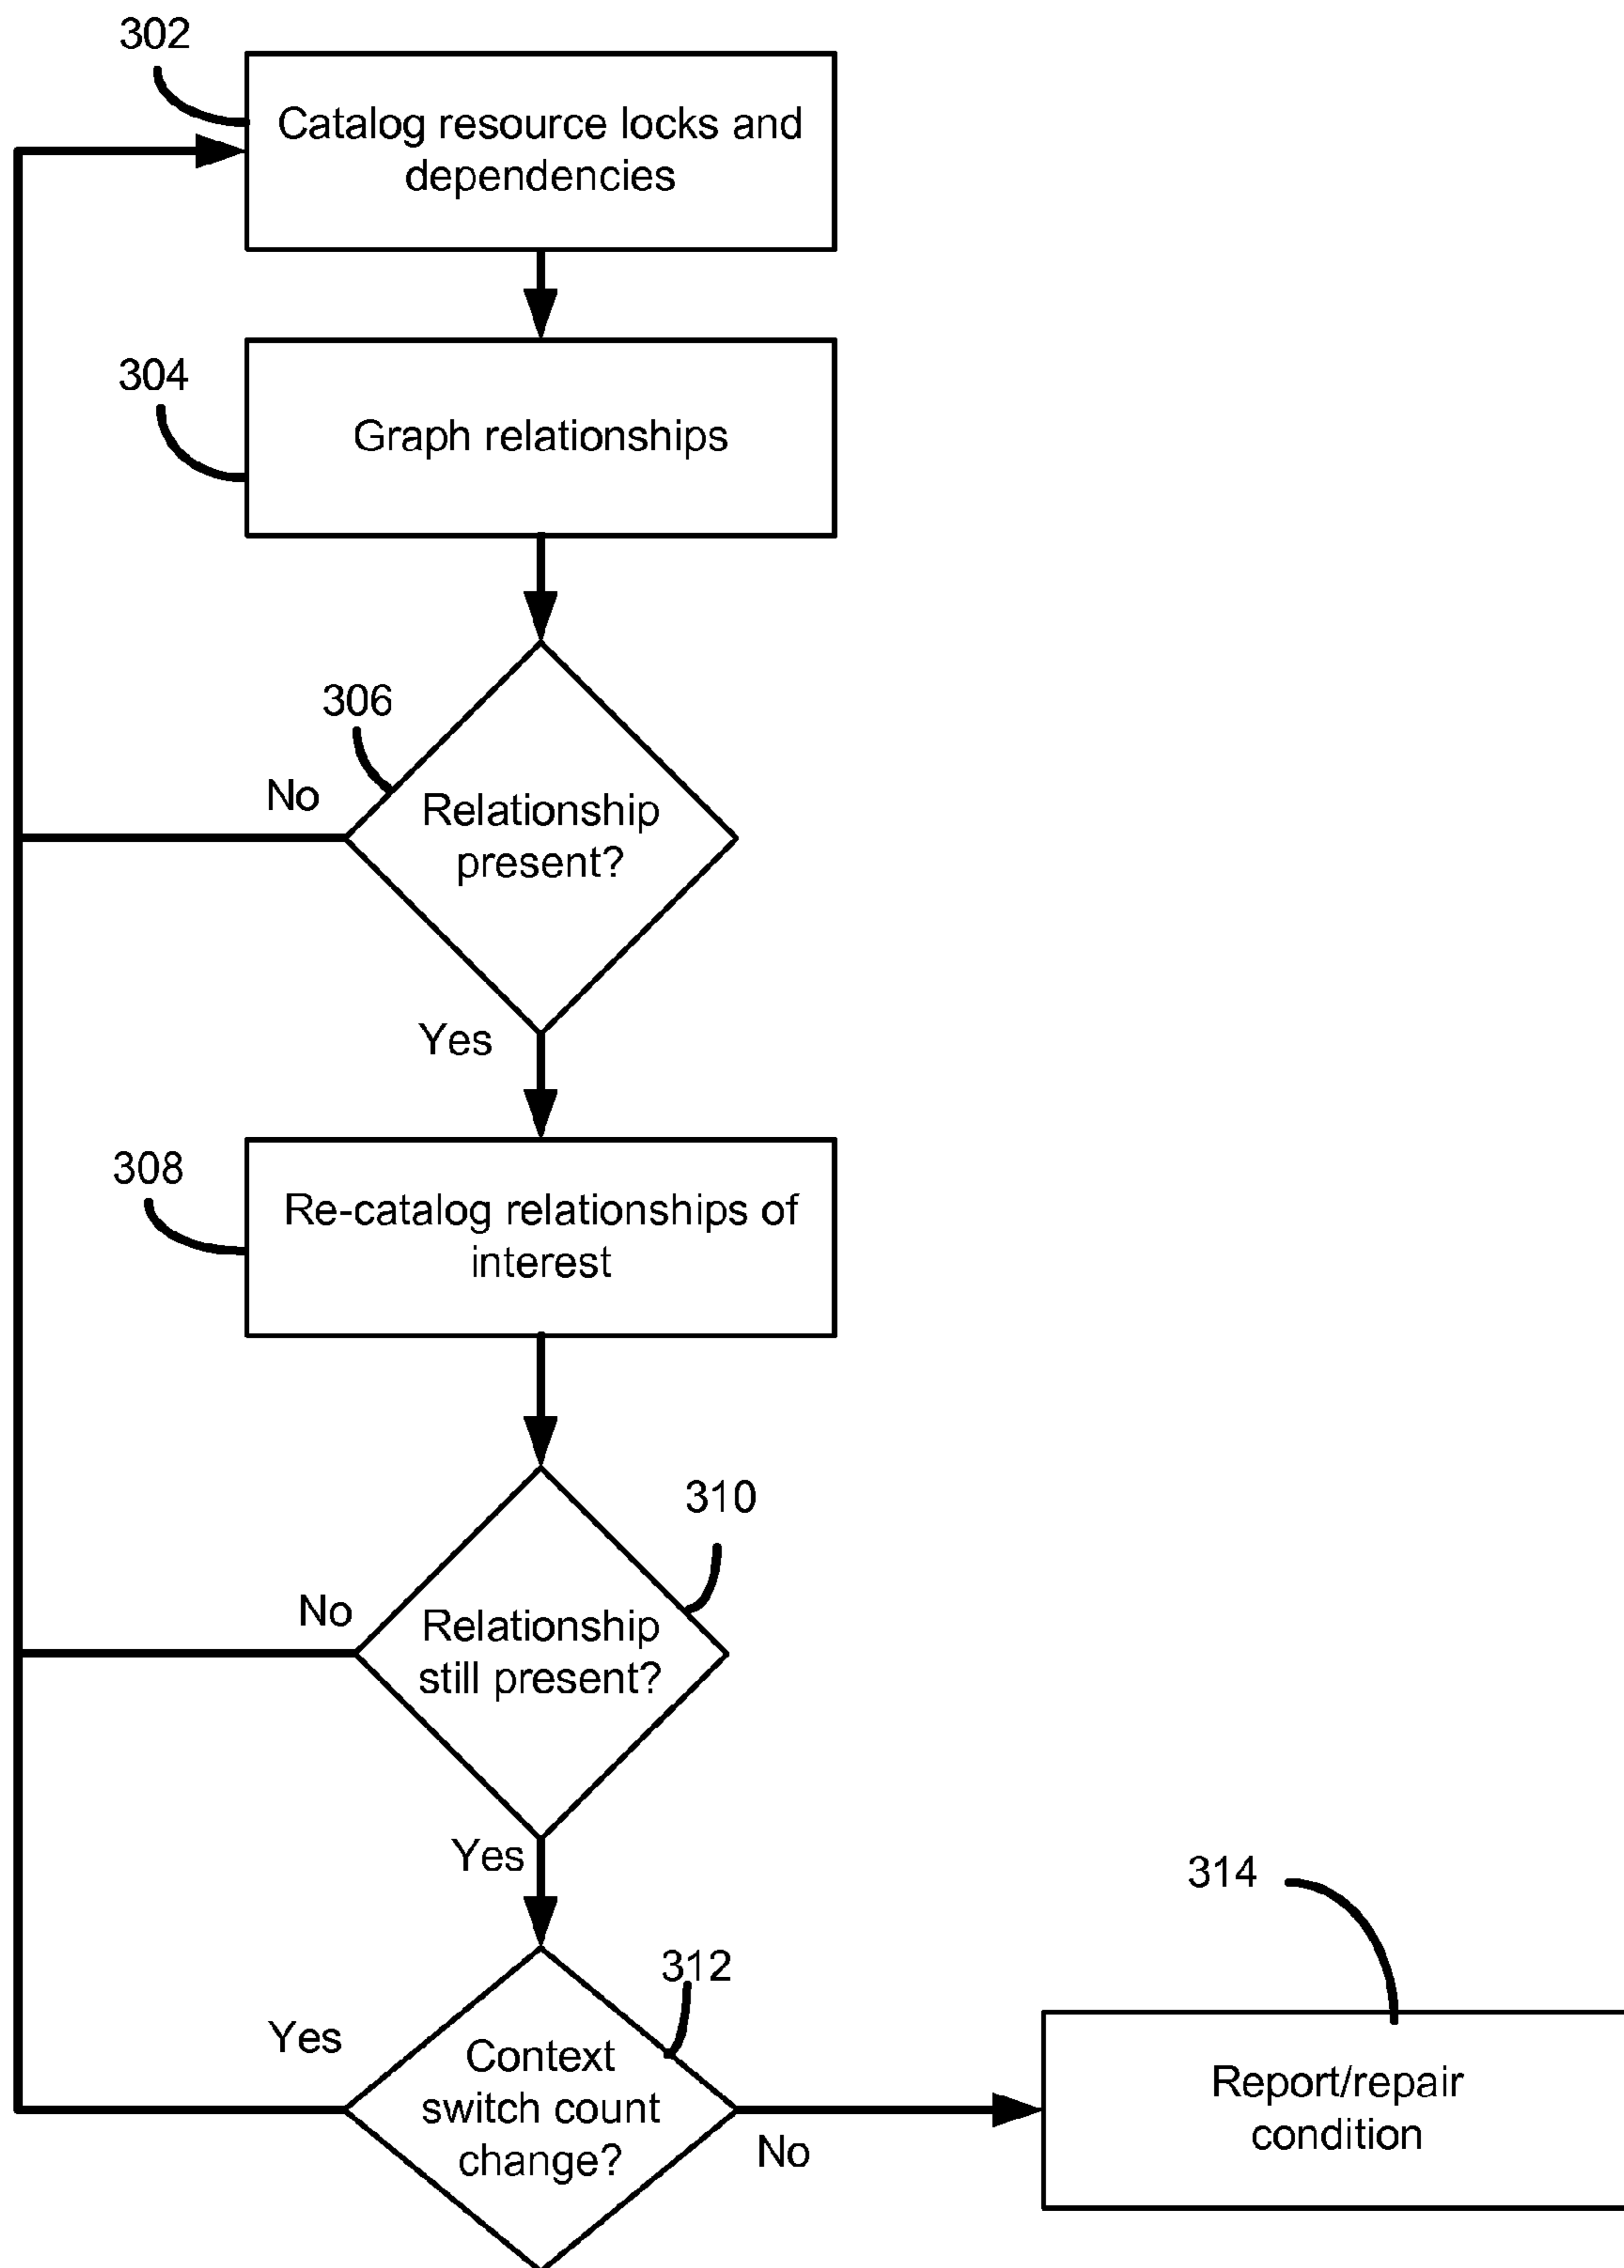 302
Catalog resource locks and
dependencies
304
Graph relationships
306
No
Relationship
present?
Yes
308
Re-catalog relationships of
interest
310
No
Relationship
still present?
Yes
314
312
Yes
Context
switch count
change?
No
Report/repair
condition